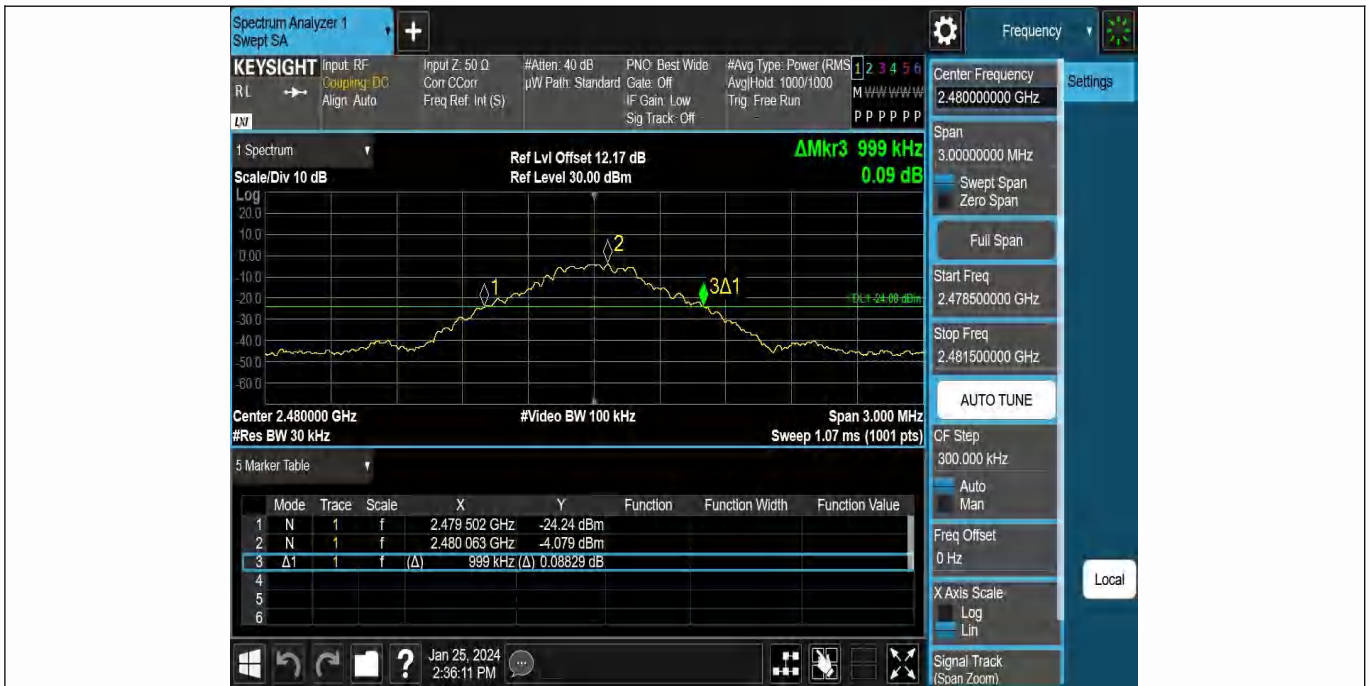 Spectrum Analyzer 1
Swept SA
+
Frequency
KEYSIGHT
RL
LXI
Input: RF
Coupling: DC
Align: Auto
Input Z: 50 Ω
Corr CCorr
Freq Ref: Int (S)
#Atten: 40 dB
µW Path: Standard
PNO: Best Wide
Gate: Off
IF Gain: Low
Sig Track: Off
#Avg Type: Power (RMS
Avg|Hold: 1000/1000
Trig: Free Run
1 2 3 4 5 6
M W W W W W
P P P P P P
1 Spectrum
Scale/Div 10 dB
Log
Ref Lvl Offset 12.17 dB
Ref Level 30.00 dBm
ΔMkr3 999 kHz
0.09 dB
20.0
10.0
0.00
-10.0
-20.0
-30.0
-40.0
-50.0
-60.0
1
2
3Δ1
DL1 -24.08 dBm
Center 2.480000 GHz
#Video BW 100 kHz
Span 3.000 MHz
#Res BW 30 kHz
Sweep 1.07 ms (1001 pts)
5 Marker Table
Mode Trace Scale X Y Function Function Width Function Value
1 N 1 f 2.479 502 GHz -24.24 dBm
2 N 1 f 2.480 063 GHz -4.079 dBm
3 Δ1 1 f (Δ) 999 kHz (Δ) 0.08829 dB
4
5
6
?
Jan 25, 2024
2:36:11 PM
Center Frequency
2.480000000 GHz
Settings
Span
3.00000000 MHz
Swept Span
Zero Span
Full Span
Start Freq
2.478500000 GHz
Stop Freq
2.481500000 GHz
AUTO TUNE
CF Step
300.000 kHz
Auto
Man
Freq Offset
0 Hz
X Axis Scale
Log
Lin
Local
Signal Track
(Span Zoom)